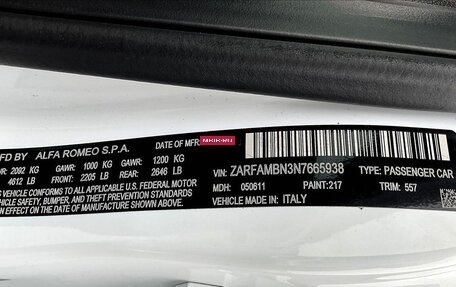 MFD BY ALFA ROMEO S.P.A. DATE OF MFR
GVWR: 2092 KG GAWR: 1000 KG GAWR: 1200 KG
4612 LB FRONT: 2205 LB REAR: 2646 LB
VEHICLE CONFORMS TO ALL APPLICABLE FEDERAL
MOTOR VEHICLE SAFETY, BUMPER, AND THEFT PREVENTION STANDARDS
IN EFFECT ON THE DATE OF MANUFACTURE SHOWN ABOVE.
VIN: ZARFAMBN3N7665938 TYPE: PASSENGER CAR
MDH: 050611 PAINT: 217 TRIM: 557
VEHICLE MADE IN: ITALY